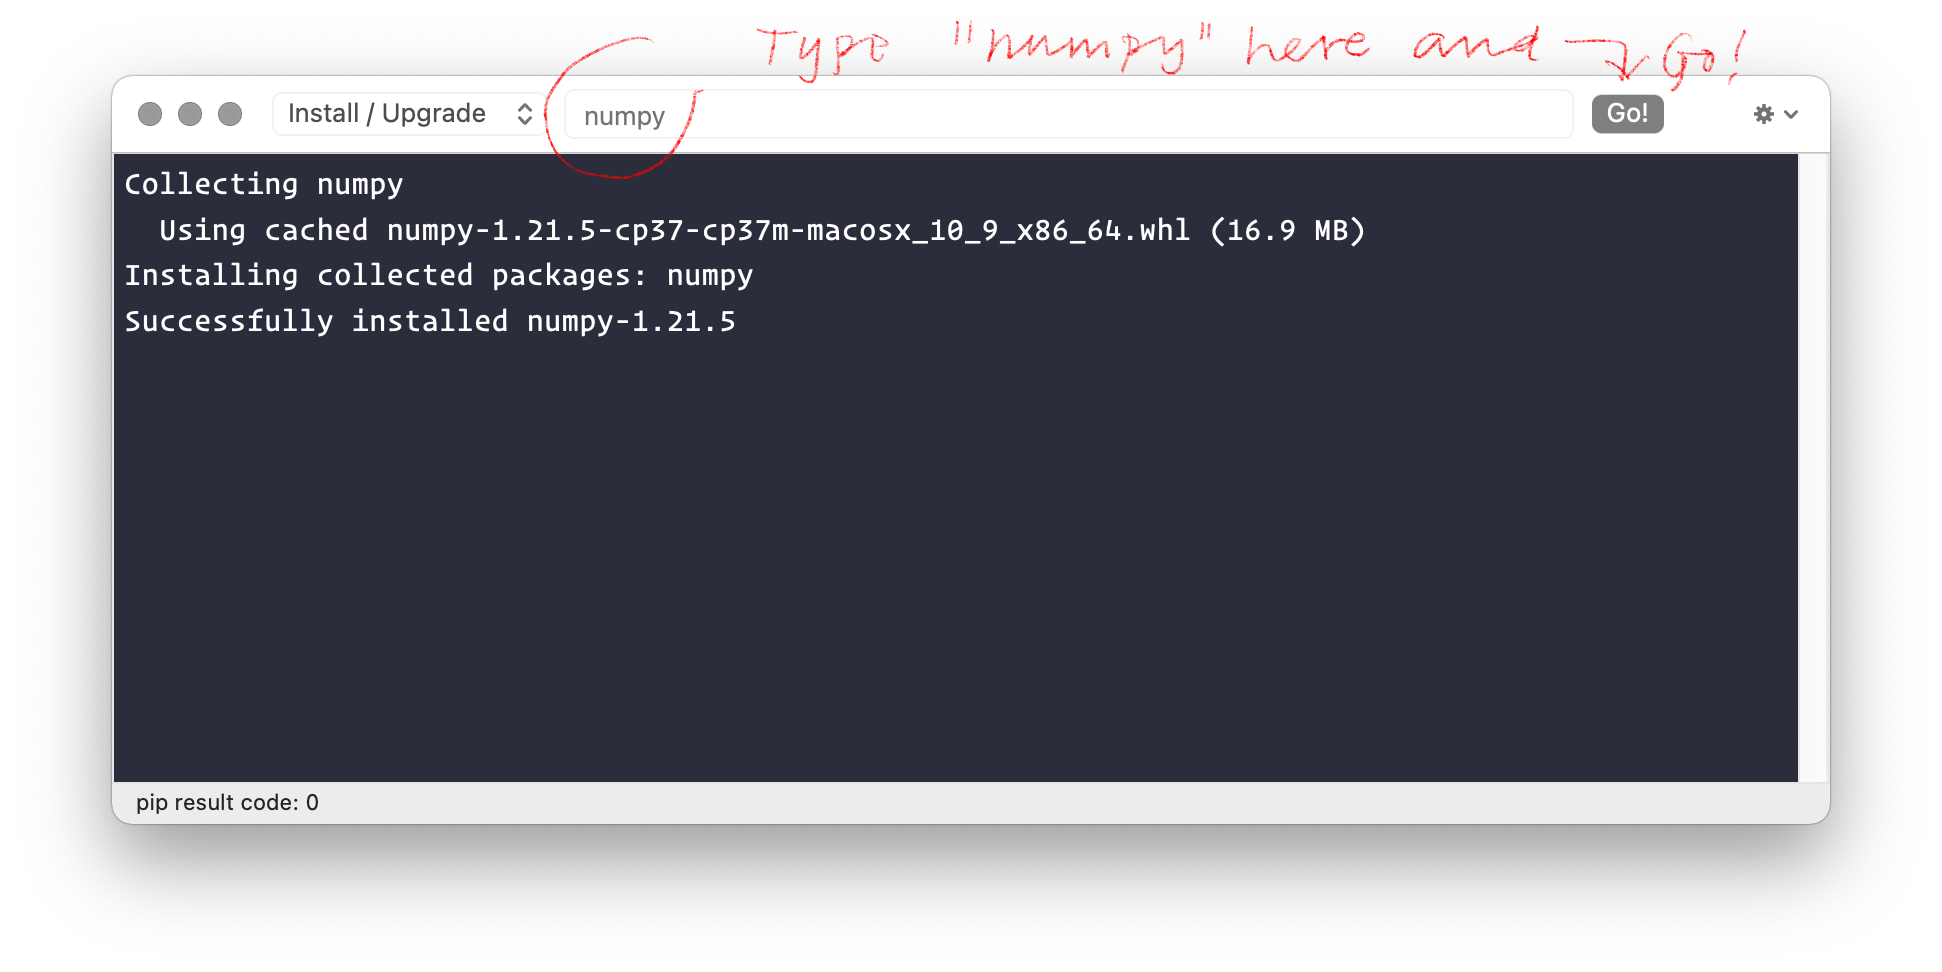 Type "numpy" here and → Go!
Install / Upgrade numpy Go!
Collecting numpy
  Using cached numpy-1.21.5-cp37-cp37m-macosx_10_9_x86_64.whl (16.9 MB)
Installing collected packages: numpy
Successfully installed numpy-1.21.5
pip result code: 0